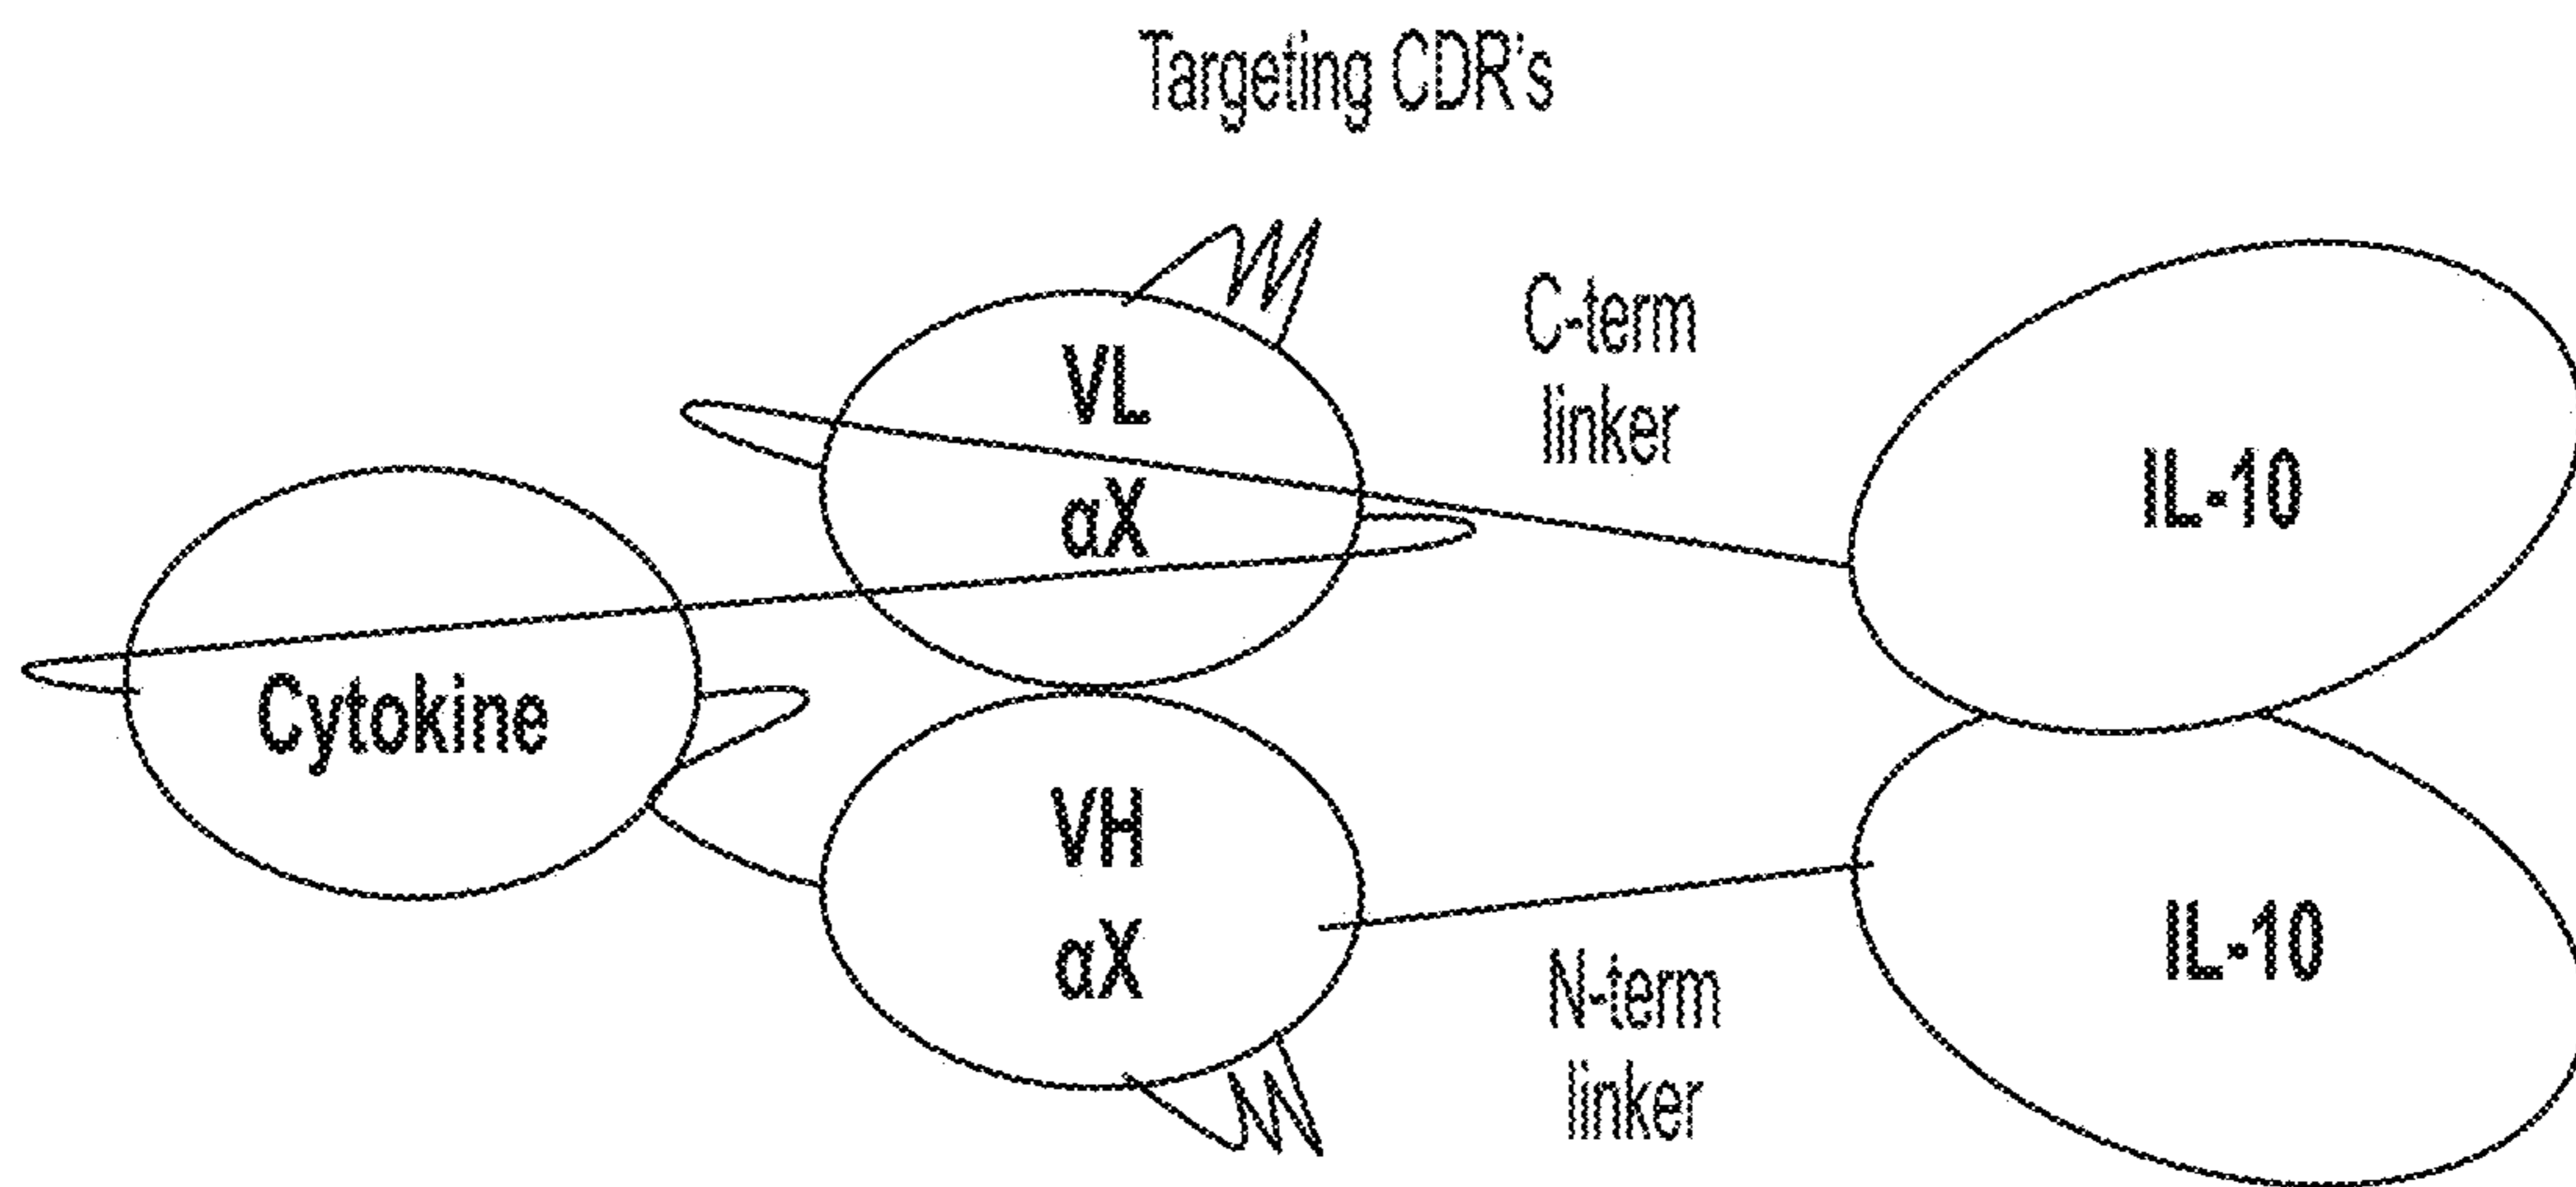 Targeting CDR's
C-term
linker
VL
αX
IL-10
Cytokine
VH
αX
IL-10
N-term
linker